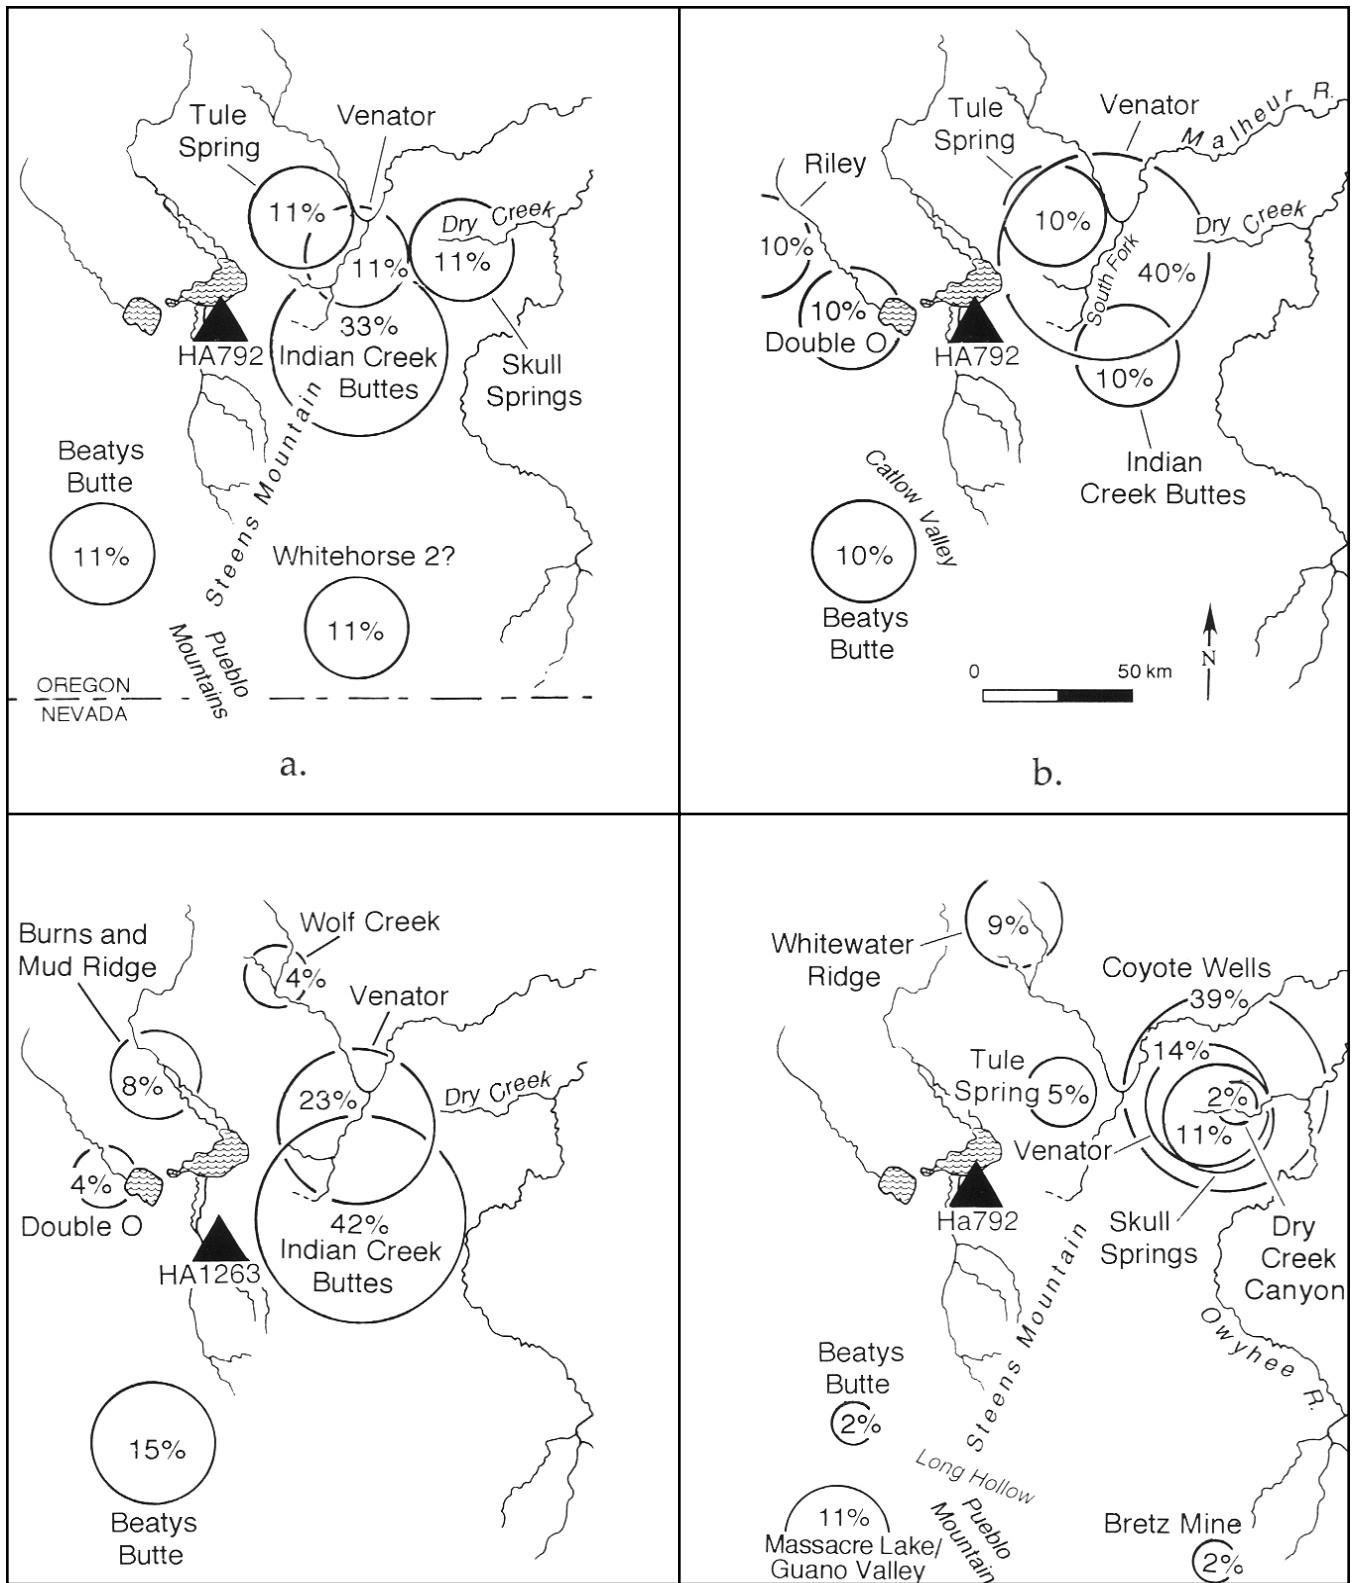 Tule
Spring
Venator
11%
11%
Dry Creek
11%
33%
Indian Creek
Buttes
HA792
Skull
Springs
Steens Mountain
Beatys
Butte
11%
Whitehorse 2?
11%
Pueblo
Mountains
OREGON
NEVADA
a.
Tule
Spring
Venator
Malheur R.
Riley
10%
10%
Dry Creek
South Fork
40%
10%
Double O
HA792
10%
Indian
Creek Buttes
Catlow Valley
10%
Beatys
Butte
N
0
50 km
b.
Burns and
Mud Ridge
Wolf Creek
4%
Venator
8%
23%
Dry Creek
4%
Double O
42%
Indian Creek
Buttes
HA1263
15%
Beatys
Butte
9%
Whitewater
Ridge
Coyote Wells
39%
14%
Tule
Spring
5%
2%
11%
Venator
Ha792
Skull
Springs
Dry
Creek
Canyon
Steens Mountain
Owyhee R.
Beatys
Butte
2%
Long Hollow
Pueblo
Mountain
11%
Massacre Lake/
Guano Valley
Bretz Mine
2%